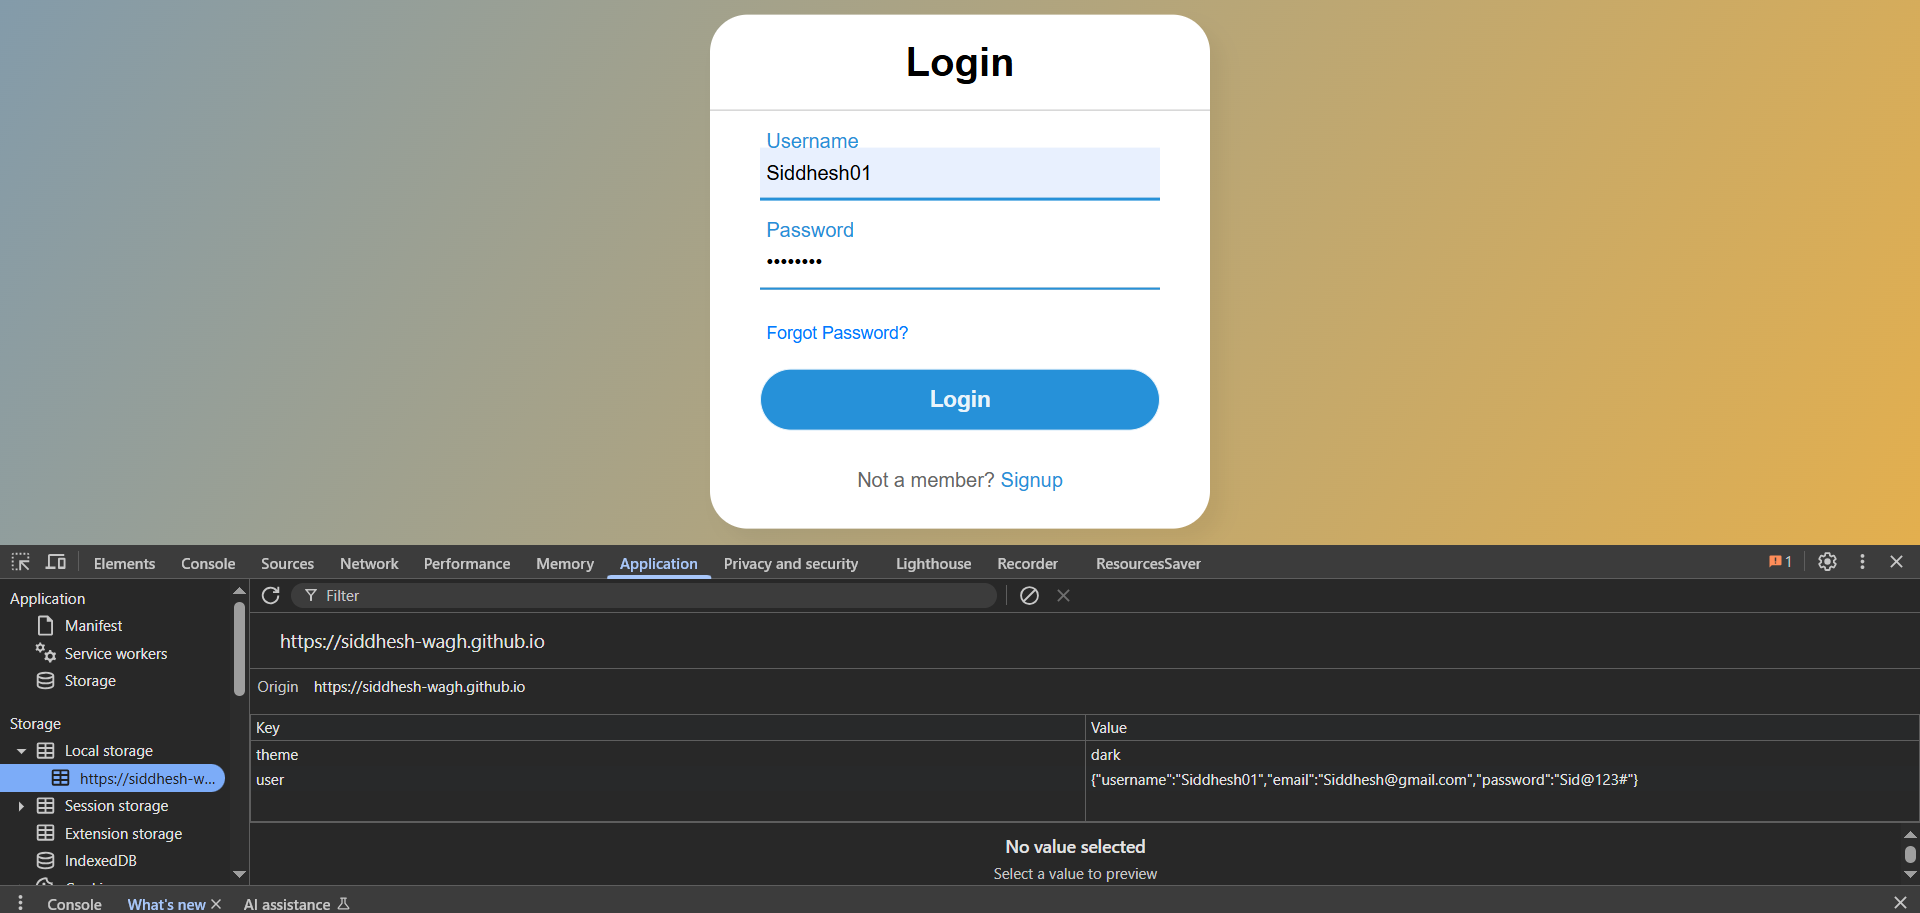 Login
Username
Siddhesh01
Password
••••••••
Forgot Password?
Login
Not a member? Signup
Elements Console Sources Network Performance Memory Application Privacy and security Lighthouse Recorder ResourcesSaver 1
Application
Manifest
Service workers
Storage
Storage
Local storage
https://siddhesh-w...
Session storage
Extension storage
IndexedDB
Filter
https://siddhesh-wagh.github.io
Origin https://siddhesh-wagh.github.io
Key Value
theme dark
user {"username":"Siddhesh01","email":"Siddhesh@gmail.com","password":"Sid@123#"}
No value selected
Select a value to preview
Console What's new AI assistance